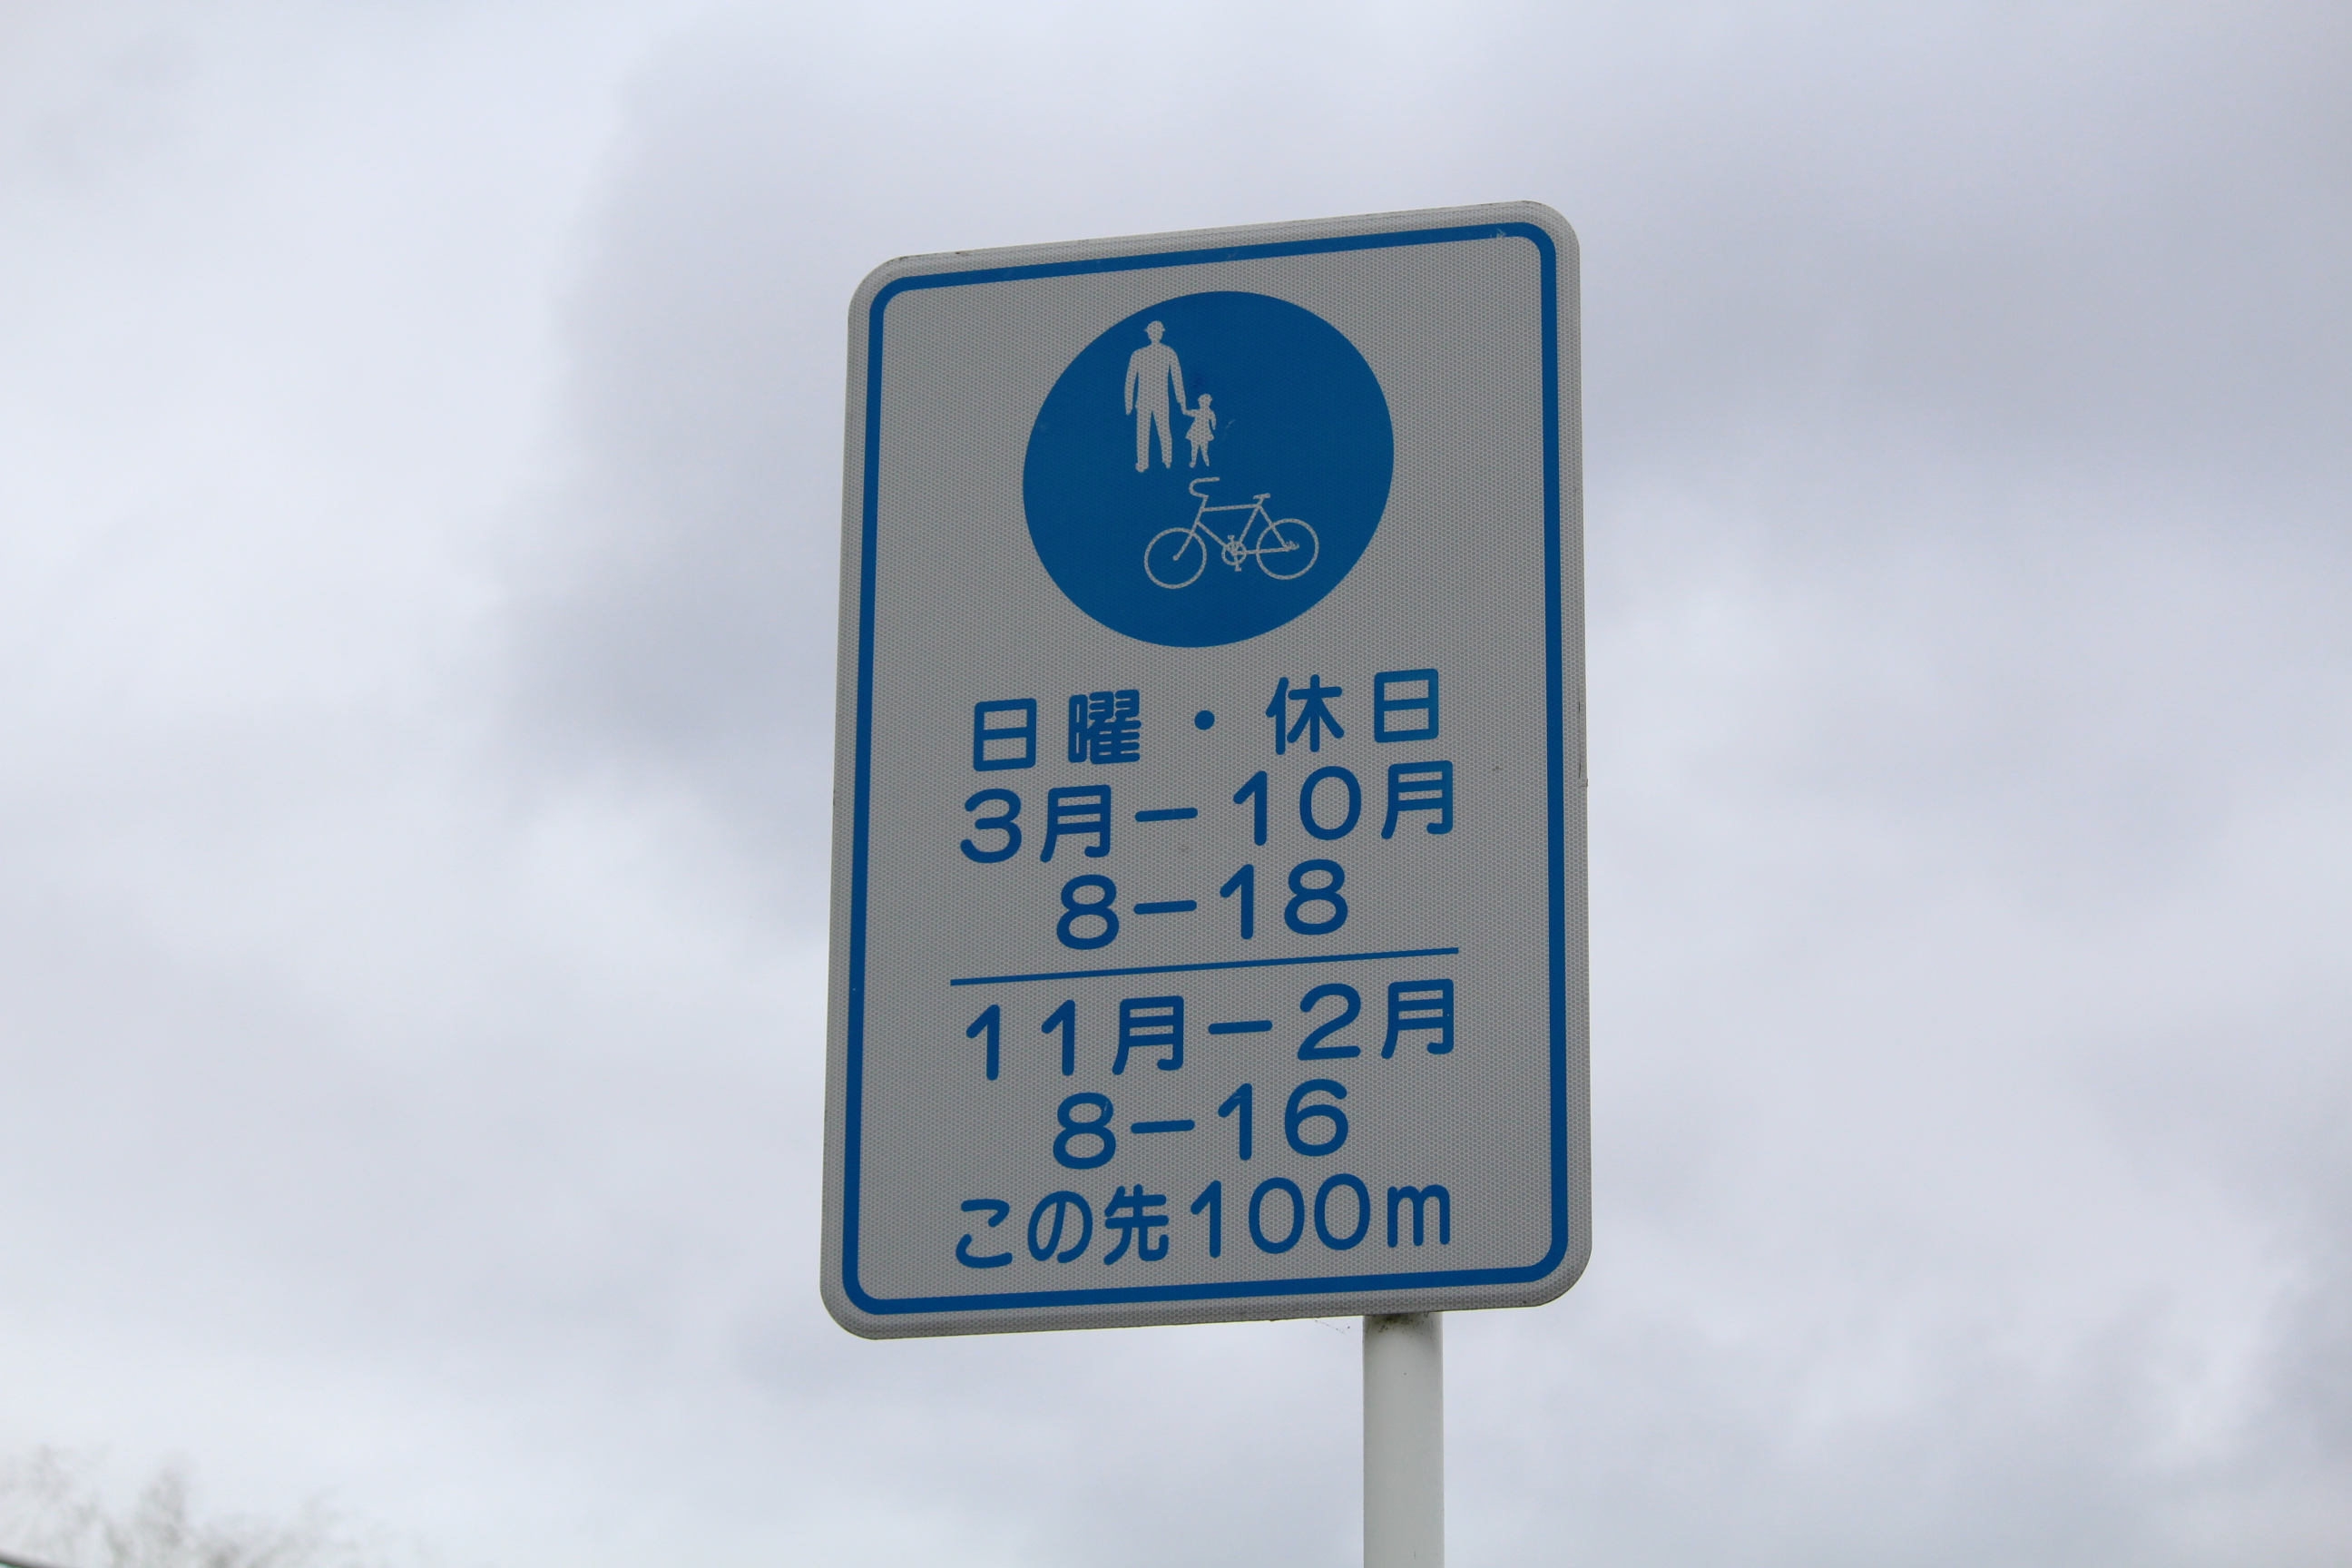 日曜・休日
3月-10月
8-18
11月-2月
8-16
この先100m